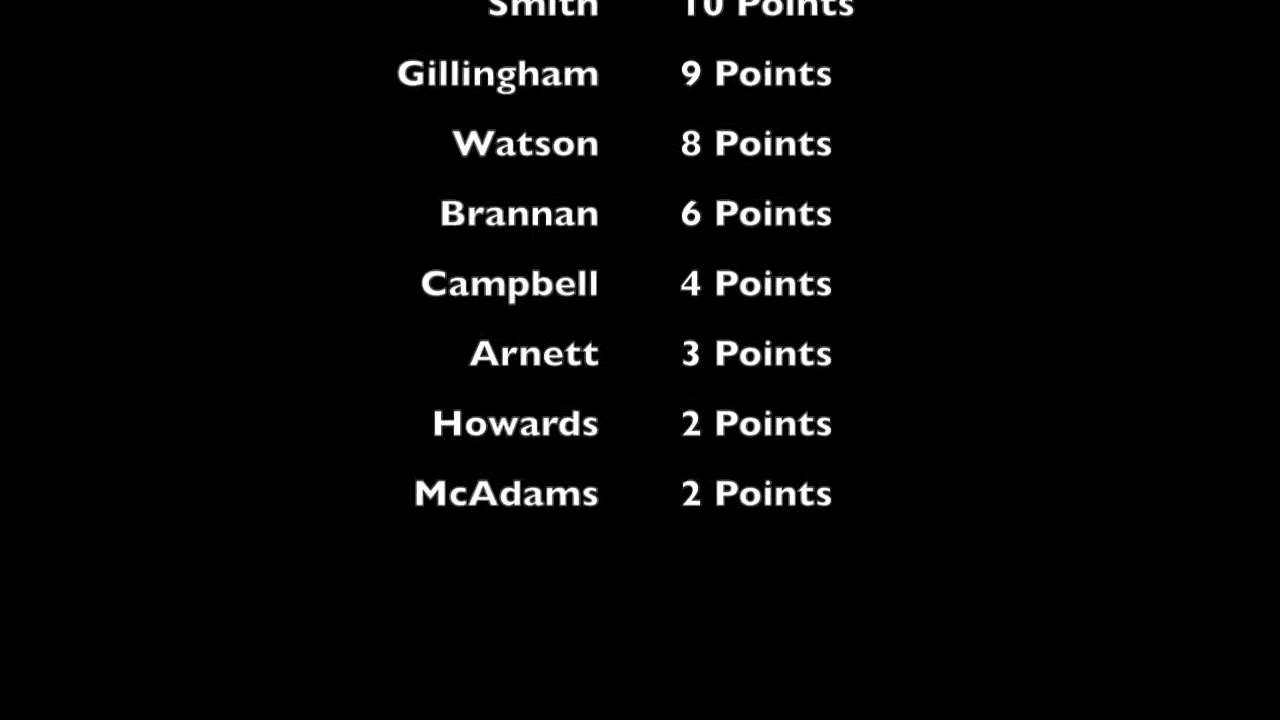 Smith 10 Points
Gillingham 9 Points
Watson 8 Points
Brannan 6 Points
Campbell 4 Points
Arnett 3 Points
Howards 2 Points
McAdams 2 Points